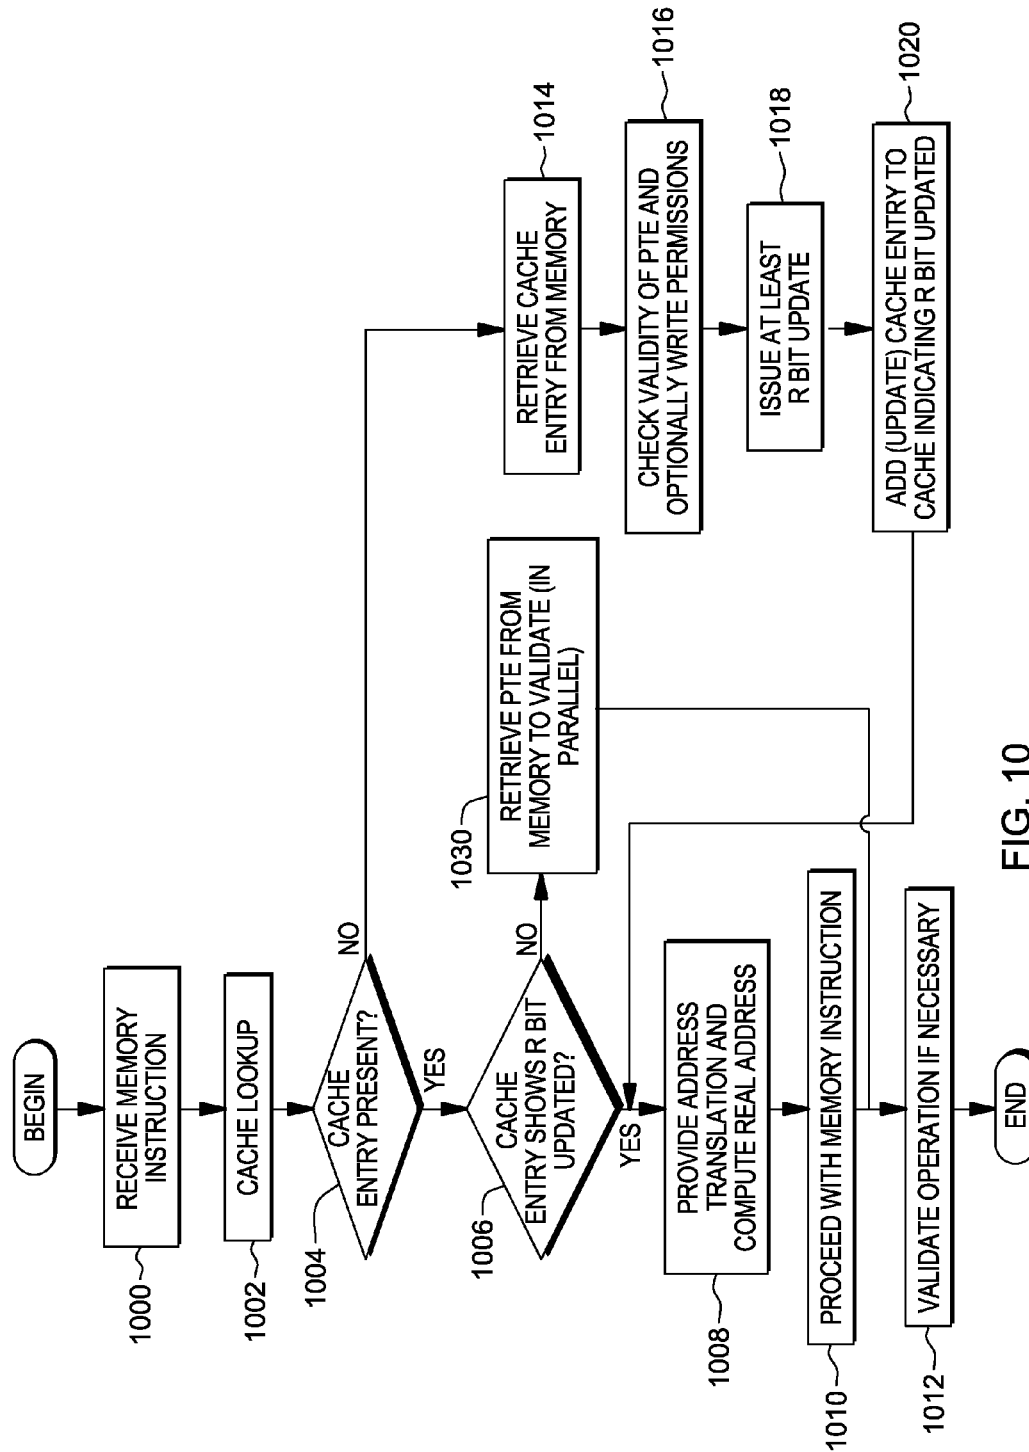 BEGIN
RECEIVE MEMORY
INSTRUCTION
1000
CACHE LOOKUP
1002
CACHE
ENTRY PRESENT?
1004
NO
YES
CACHE
ENTRY SHOWS R BIT
UPDATED?
1006
NO
YES
RETRIEVE PTE FROM
MEMORY TO VALIDATE (IN
PARALLEL)
1030
PROVIDE ADDRESS
TRANSLATION AND
COMPUTE REAL ADDRESS
1008
PROCEED WITH MEMORY INSTRUCTION
1010
VALIDATE OPERATION IF NECESSARY
1012
END
RETRIEVE CACHE
ENTRY FROM MEMORY
1014
CHECK VALIDITY OF PTE AND
OPTIONALLY WRITE PERMISSIONS
1016
ISSUE AT LEAST
R BIT UPDATE
1018
ADD (UPDATE) CACHE ENTRY TO
CACHE INDICATING R BIT UPDATED
1020
FIG. 10